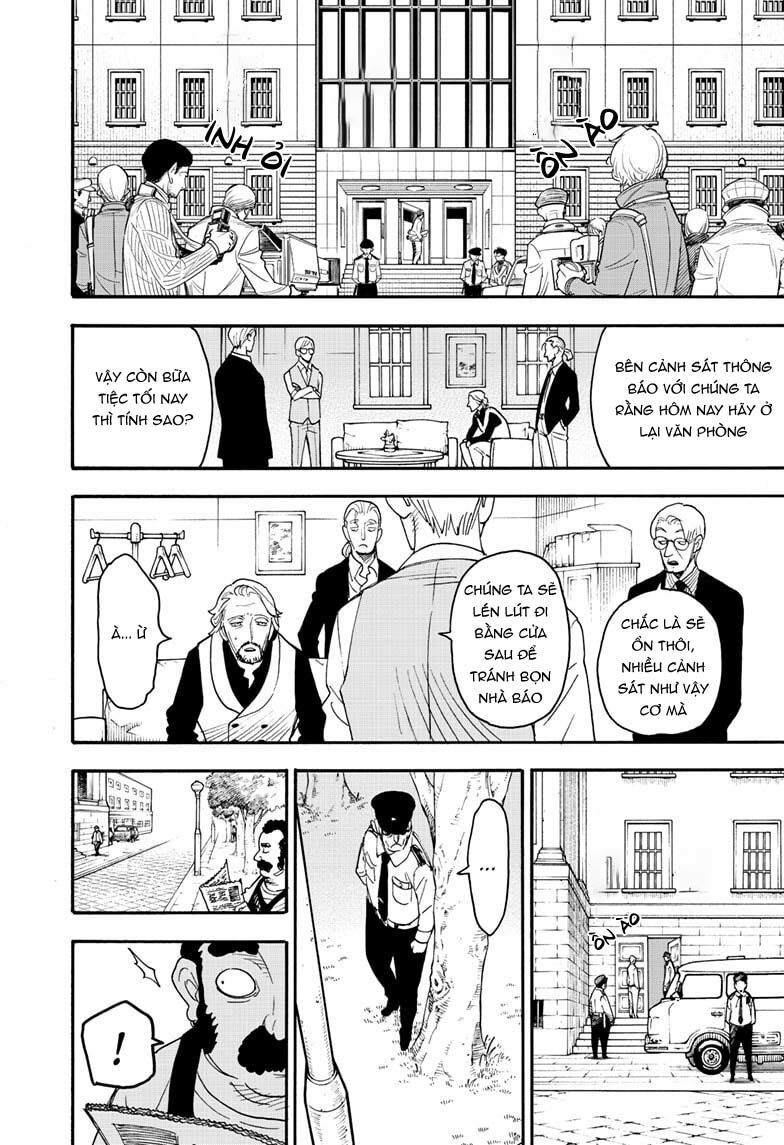 ỒN ÀO
INH ỎI
BÊN CẢNH SÁT THÔNG
BÁO VỚI CHÚNG TA
RẰNG HÔM NAY HÃY Ở
LẠI VĂN PHÒNG
VẬY CÒN BỮA
TIỆC TỐI NAY
THÌ TÍNH SAO?
CHẮC LÀ SẼ
ỔN THÔI,
NHIỀU CẢNH
SÁT NHƯ VẬY
CƠ MÀ
CHÚNG TA SẼ
LÉN LÚT ĐI
BẰNG CỬA
SAU ĐỂ
TRÁNH BỌN
NHÀ BÁO
À... Ừ
ỒN ÀO
...
!